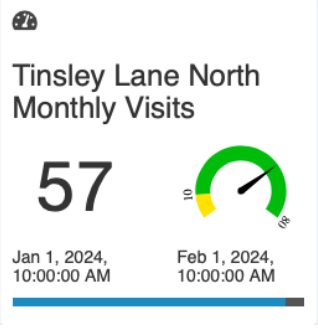 Tinsley Lane North
Monthly Visits
57
10
80
Jan 1, 2024,
10:00:00 AM
Feb 1, 2024,
10:00:00 AM